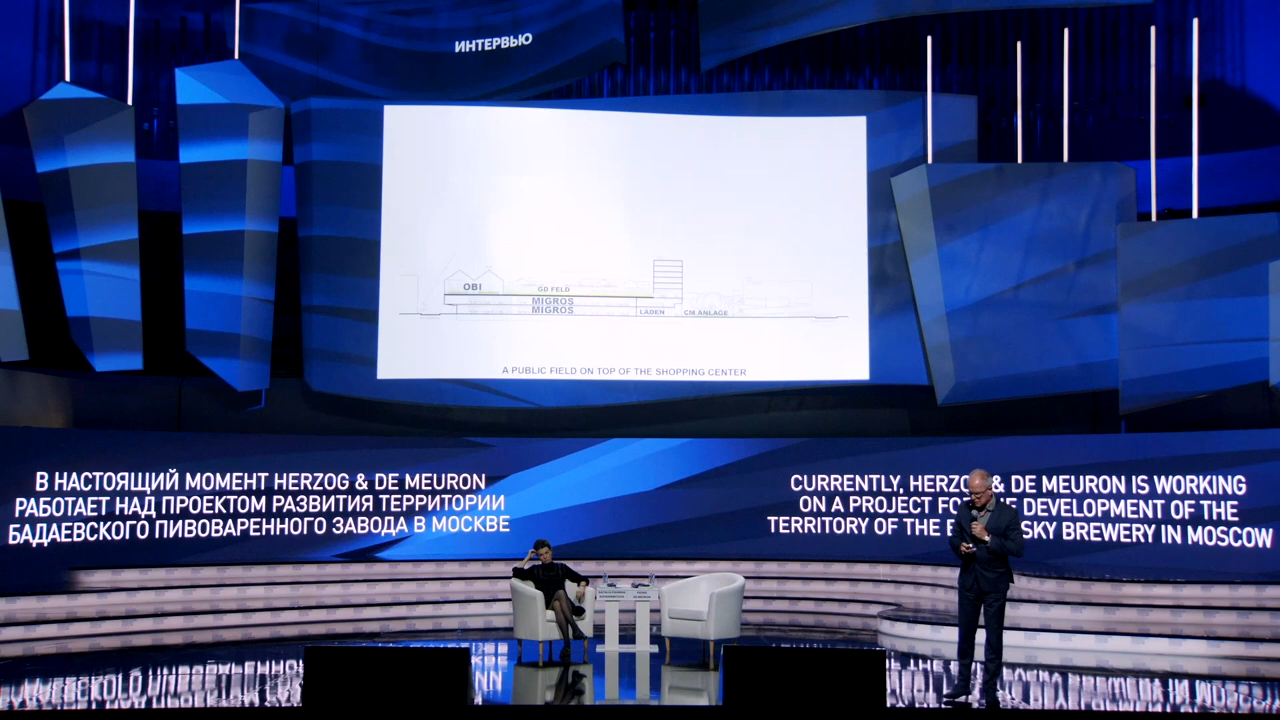 ИНТЕРВЬЮ
OBI
GD FELD
MIGROS
MIGROS
LÄDEN
CM ANLAGE
A PUBLIC FIELD ON TOP OF THE SHOPPING CENTER
В НАСТОЯЩИЙ МОМЕНТ HERZOG & DE MEURON
РАБОТАЕТ НАД ПРОЕКТОМ РАЗВИТИЯ ТЕРРИТОРИИ
БАДАЕВСКОГО ПИВОВАРЕННОГО ЗАВОДА В МОСКВЕ
CURRENTLY, HERZOG & DE MEURON IS WORKING
ON A PROJECT FOR THE DEVELOPMENT OF THE
TERRITORY OF THE B SKY BREWERY IN MOSCOW